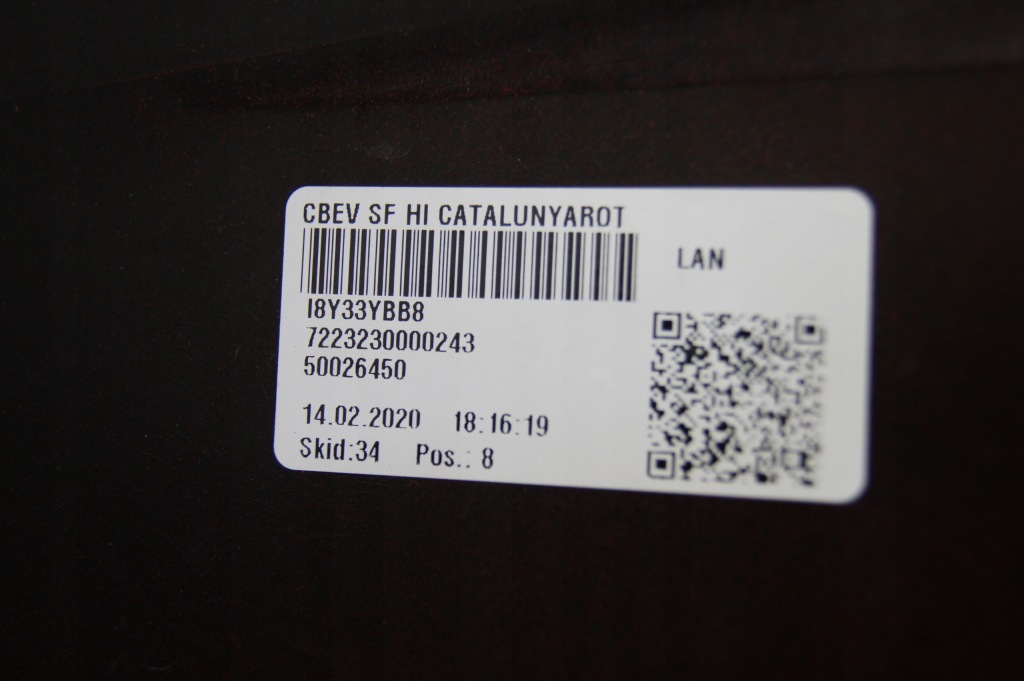 CBEV SF HI CATALUNYAROT
LAN
I8Y33YBB8
7223230000243
50026450
14.02.2020 18:16:19
Skid:34 Pos.: 8